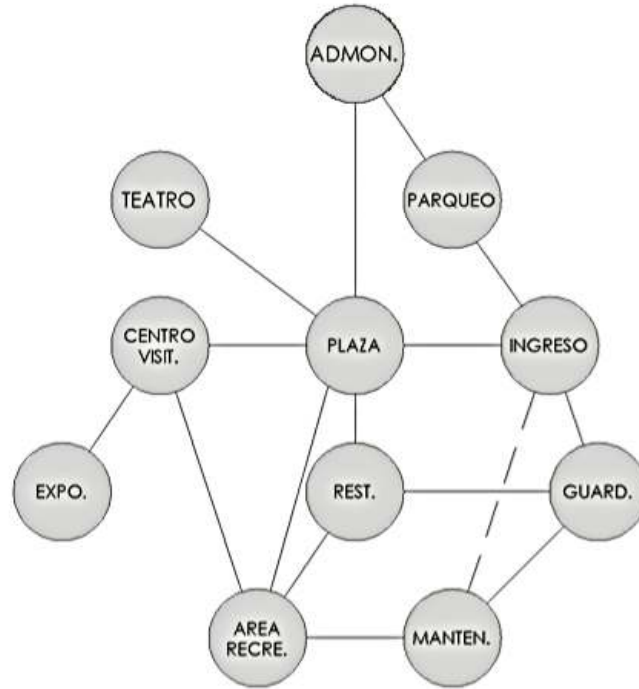 ADMON.
TEATRO
PARQUEO
CENTRO
VISIT.
PLAZA
INGRESO
EXPO.
REST.
GUARD.
AREA
RECRE.
MANTEN.